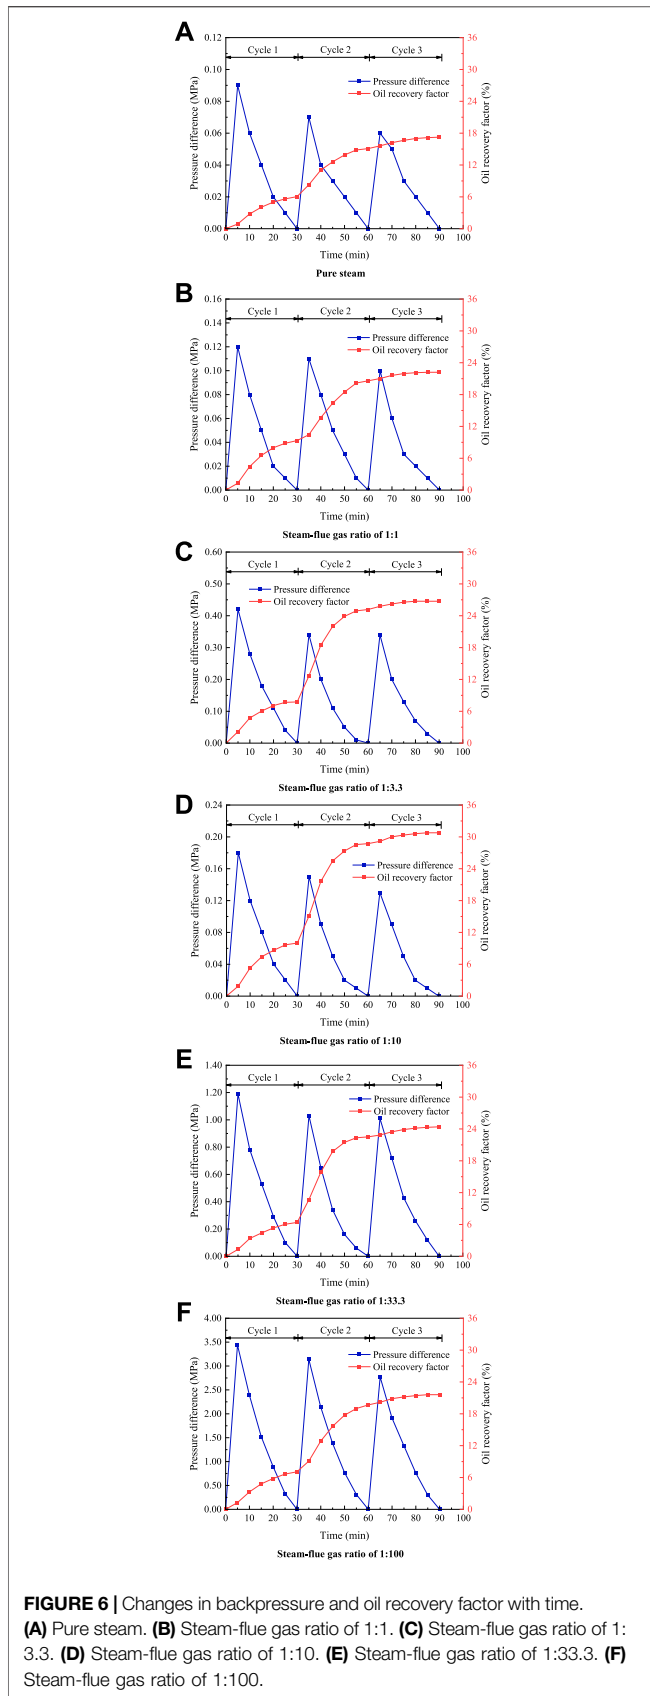 A
0.12
0.10
0.08
0.06
0.04
0.02
0.00
Pressure difference (MPa)
Cycle 1
Cycle 2
Cycle 3
Pressure difference
Oil recovery factor
36
30
24
18
12
6
0
Oil recovery factor (%)
0 10 20 30 40 50 60 70 80 90 100
Time (min)
Pure steam
B
0.16
0.14
0.12
0.10
0.08
0.06
0.04
0.02
0.00
Pressure difference (MPa)
Cycle 1
Cycle 2
Cycle 3
Pressure difference
Oil recovery factor
36
30
24
18
12
6
0
Oil recovery factor (%)
0 10 20 30 40 50 60 70 80 90 100
Time (min)
Steam-flue gas ratio of 1:1
C
0.60
0.50
0.40
0.30
0.20
0.10
0.00
Pressure difference (MPa)
Cycle 1
Cycle 2
Cycle 3
Pressure difference
Oil recovery factor
36
30
24
18
12
6
0
Oil recovery factor (%)
0 10 20 30 40 50 60 70 80 90 100
Time (min)
Steam-flue gas ratio of 1:3.3
D
0.24
0.20
0.16
0.12
0.08
0.04
0.00
Pressure difference (MPa)
Cycle 1
Cycle 2
Cycle 3
Pressure difference
Oil recovery factor
36
30
24
18
12
6
0
Oil recovery factor (%)
0 10 20 30 40 50 60 70 80 90 100
Time (min)
Steam-flue gas ratio of 1:10
E
1.40
1.20
1.00
0.80
0.60
0.40
0.20
0.00
Pressure difference (MPa)
Cycle 1
Cycle 2
Cycle 3
Pressure difference
Oil recovery factor
36
30
24
18
12
6
0
Oil recovery factor (%)
0 10 20 30 40 50 60 70 80 90 100
Time (min)
Steam-flue gas ratio of 1:33.3
F
4.00
3.50
3.00
2.50
2.00
1.50
1.00
0.50
0.00
Pressure difference (MPa)
Cycle 1
Cycle 2
Cycle 3
Pressure difference
Oil recovery factor
36
30
24
18
12
6
0
Oil recovery factor (%)
0 10 20 30 40 50 60 70 80 90 100
Time (min)
Steam-flue gas ratio of 1:100
FIGURE 6 | Changes in backpressure and oil recovery factor with time.
(A) Pure steam. (B) Steam-flue gas ratio of 1:1. (C) Steam-flue gas ratio of 1:
3.3. (D) Steam-flue gas ratio of 1:10. (E) Steam-flue gas ratio of 1:33.3. (F)
Steam-flue gas ratio of 1:100.